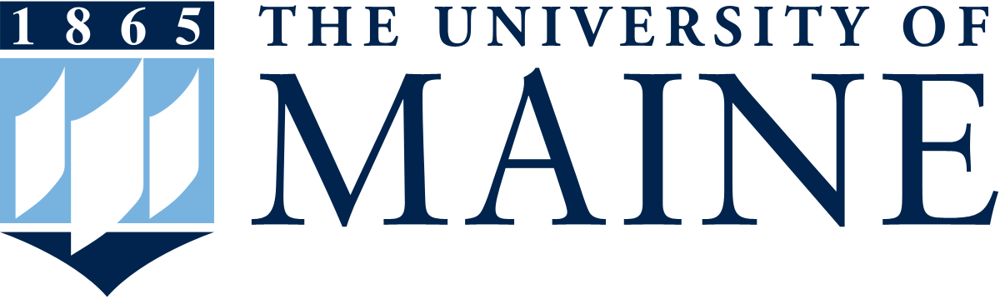 1865
THE UNIVERSITY OF
MAINE